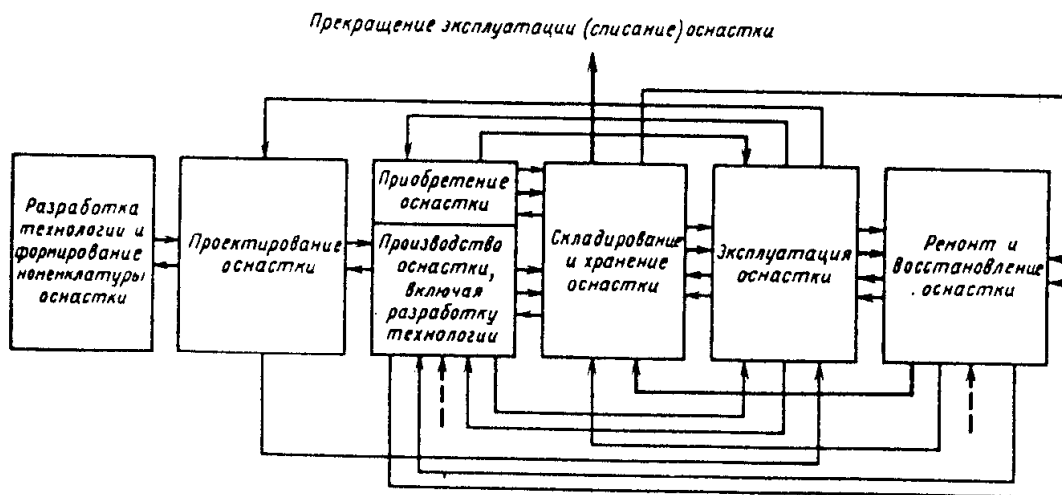 Прекращение эксплуатации (списание) оснастки
Разработка
технологии и
формирование
номенклатуры
оснастки
Проектирование
оснастки
Приобретение
оснастки
Производство
оснастки,
включая
разработку
технологии
Складирование
и хранение
оснастки
Эксплуатация
оснастки
Ремонт и
восстановление
оснастки